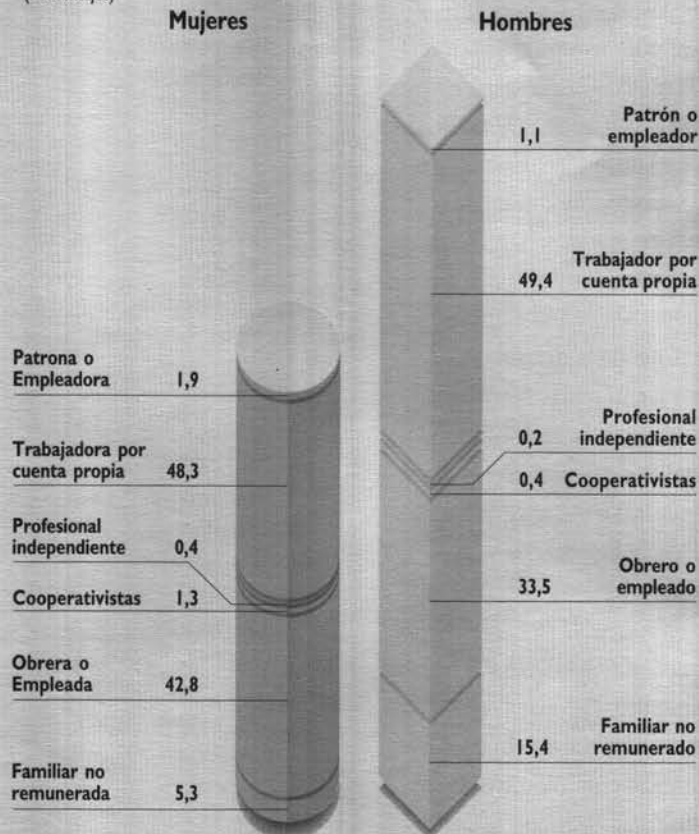 Mujeres
Hombres
Patrona o
Empleadora 1,9
Trabajadora por
cuenta propia 48,3
Profesional
independiente 0,4
Cooperativistas 1,3
Obrera o
Empleada 42,8
Familiar no
remunerada 5,3
Patrón o
1,1 empleador
Trabajador por
49,4 cuenta propia
Profesional
0,2 independiente
0,4 Cooperativistas
Obrero o
33,5 empleado
Familiar no
15,4 remunerado